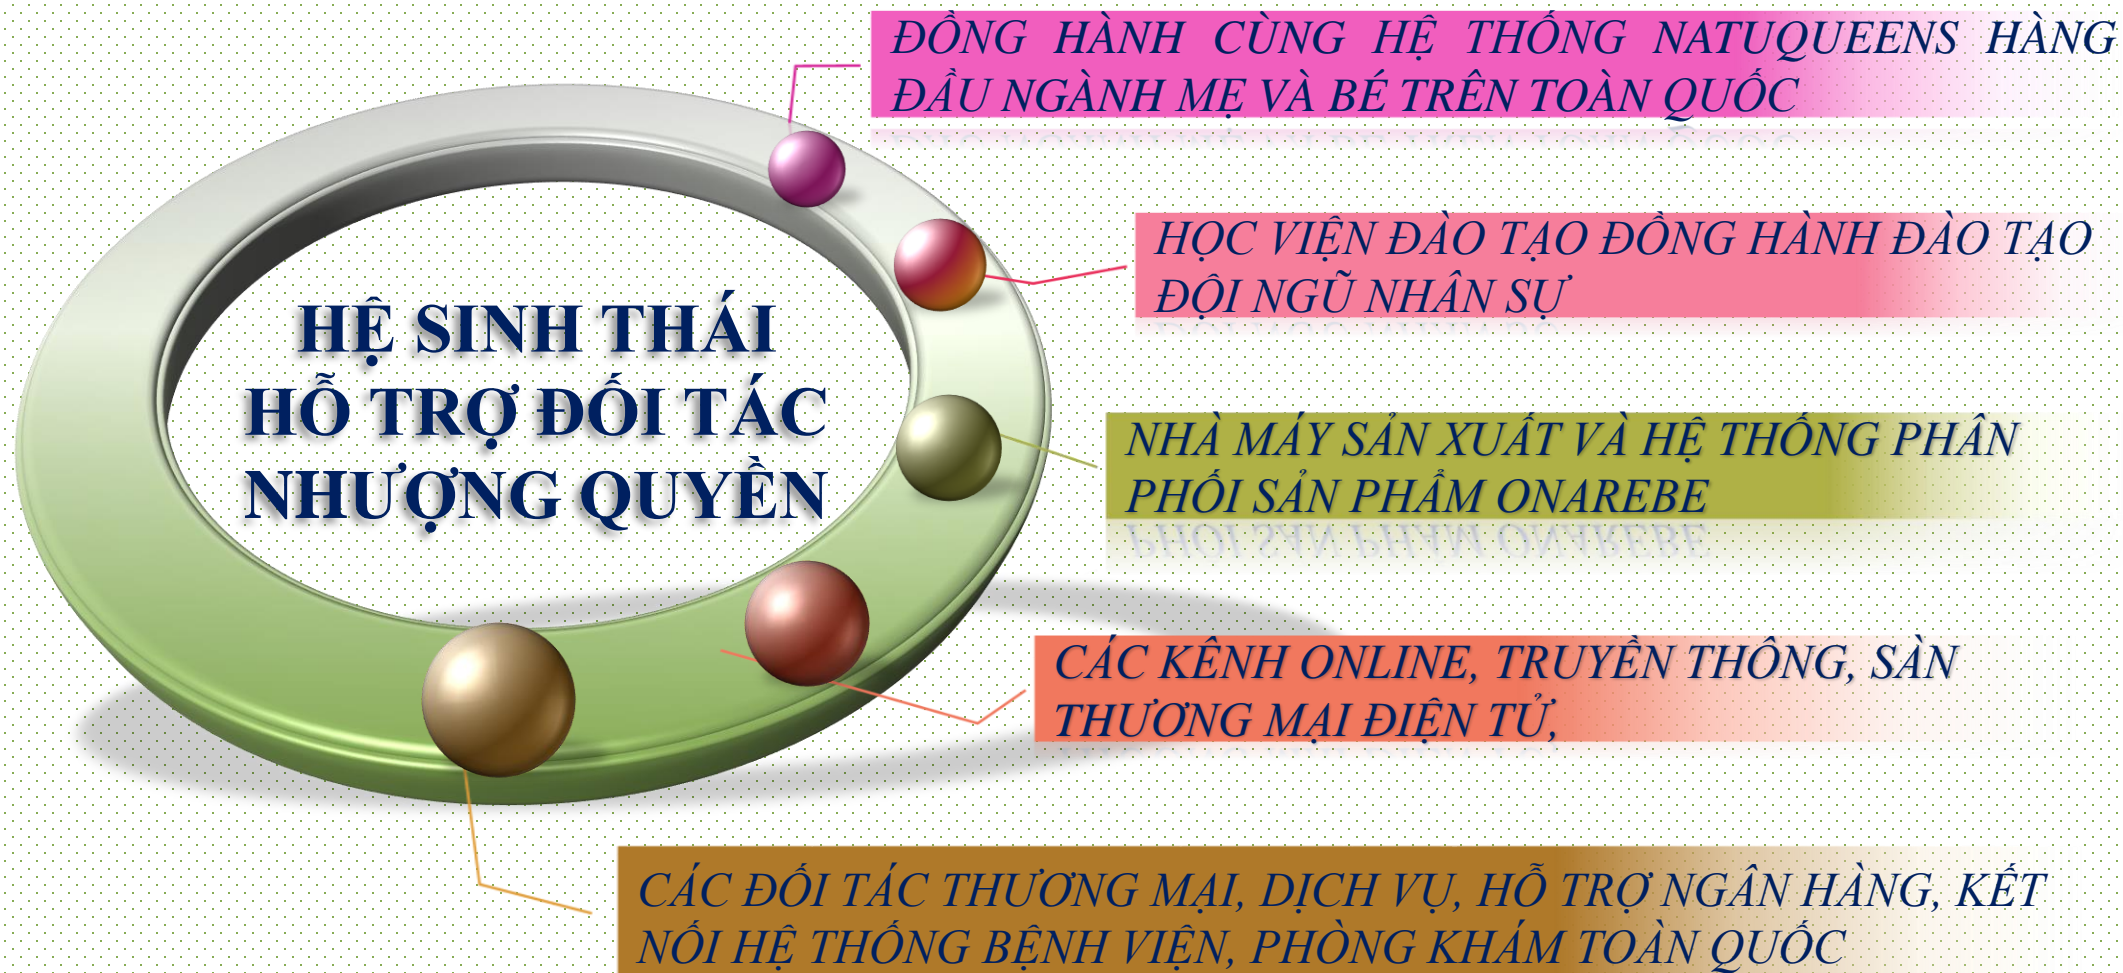 HỆ SINH THÁI
HỖ TRỢ ĐỐI TÁC
NHƯỢNG QUYỀN
ĐỒNG HÀNH CÙNG HỆ THỐNG NATUQUEENS HÀNG
ĐẦU NGÀNH MẸ VÀ BÉ TRÊN TOÀN QUỐC
HỌC VIỆN ĐÀO TẠO ĐỒNG HÀNH ĐÀO TẠO
ĐỘI NGŨ NHÂN SỰ
NHÀ MÁY SẢN XUẤT VÀ HỆ THỐNG PHÂN
PHỐI SẢN PHẨM ONAREBE
CÁC KÊNH ONLINE, TRUYỀN THÔNG, SÀN
THƯƠNG MẠI ĐIỆN TỬ,
CÁC ĐỐI TÁC THƯƠNG MẠI, DỊCH VỤ, HỖ TRỢ NGÂN HÀNG, KẾT
NỐI HỆ THỐNG BỆNH VIỆN, PHÒNG KHÁM TOÀN QUỐC